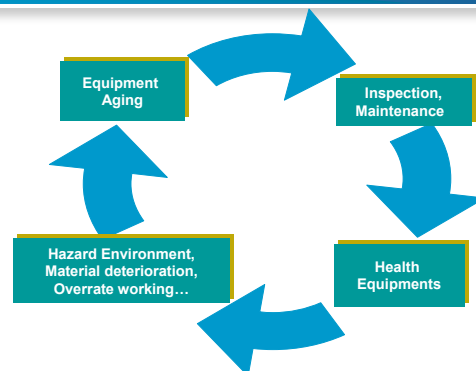 Equipment
Aging
Inspection,
Maintenance
Health
Equipments
Hazard Environment,
Material deterioration,
Overrate working…